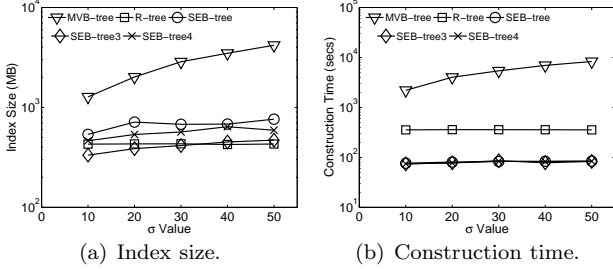 MVB-tree R-tree SEB-tree
SEB-tree3 SEB-tree4
Index Size (MB)
10^4
10^3
10^2
0 10 20 30 40 50
σ Value
(a) Index size.
MVB-tree R-tree SEB-tree
SEB-tree3 SEB-tree4
Construction Time (secs)
10^5
10^4
10^3
10^2
10^1
0 10 20 30 40 50
σ Value
(b) Construction time.